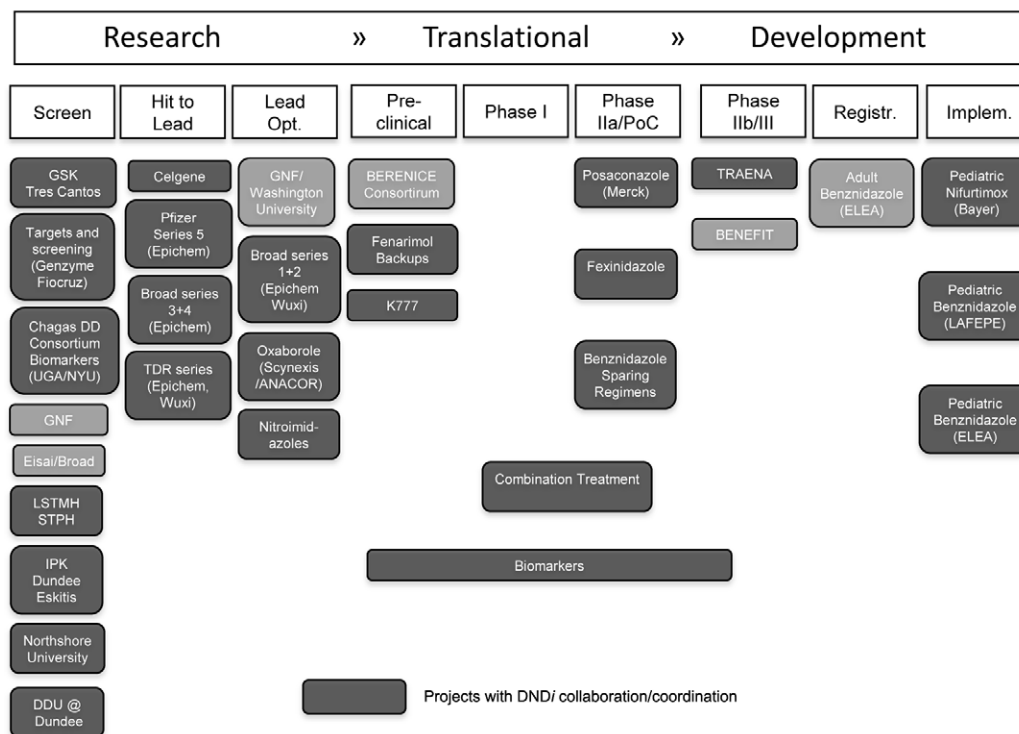 Research » Translational » Development
Screen
Hit to
Lead
Lead
Opt.
Pre-
clinical
Phase I
Phase
IIa/PoC
Phase
IIb/III
Registr.
Implem.
GSK
Tres Cantos
Targets and
screening
(Genzyme
Fiocruz)
Chagas DD
Consortium
Biomarkers
(UGA/NYU)
GNF
Eisai/Broad
LSTMH
STPH
IPK
Dundee
Eskitis
Northshore
University
DDU @
Dundee
Celgene
Pfizer
Series 5
(Epichem)
Broad series
3+4
(Epichem)
TDR series
(Epichem,
Wuxi)
GNF/
Washington
University
Broad series
1+2
(Epichem
Wuxi)
Oxaborole
(Scynexis
/ANACOR)
Nitroimid-
azoles
BERENICE
Consortirum
Fenarimol
Backups
K777
Posaconazole
(Merck)
Fexinidazole
Benznidazole
Sparing
Regimens
Combination Treatment
Biomarkers
TRAENA
BENEFIT
Adult
Benznidazole
(ELEA)
Pediatric
Nifurtimox
(Bayer)
Pediatric
Benznidazole
(LAFEPE)
Pediatric
Benznidazole
(ELEA)
Projects with DNDi collaboration/coordination